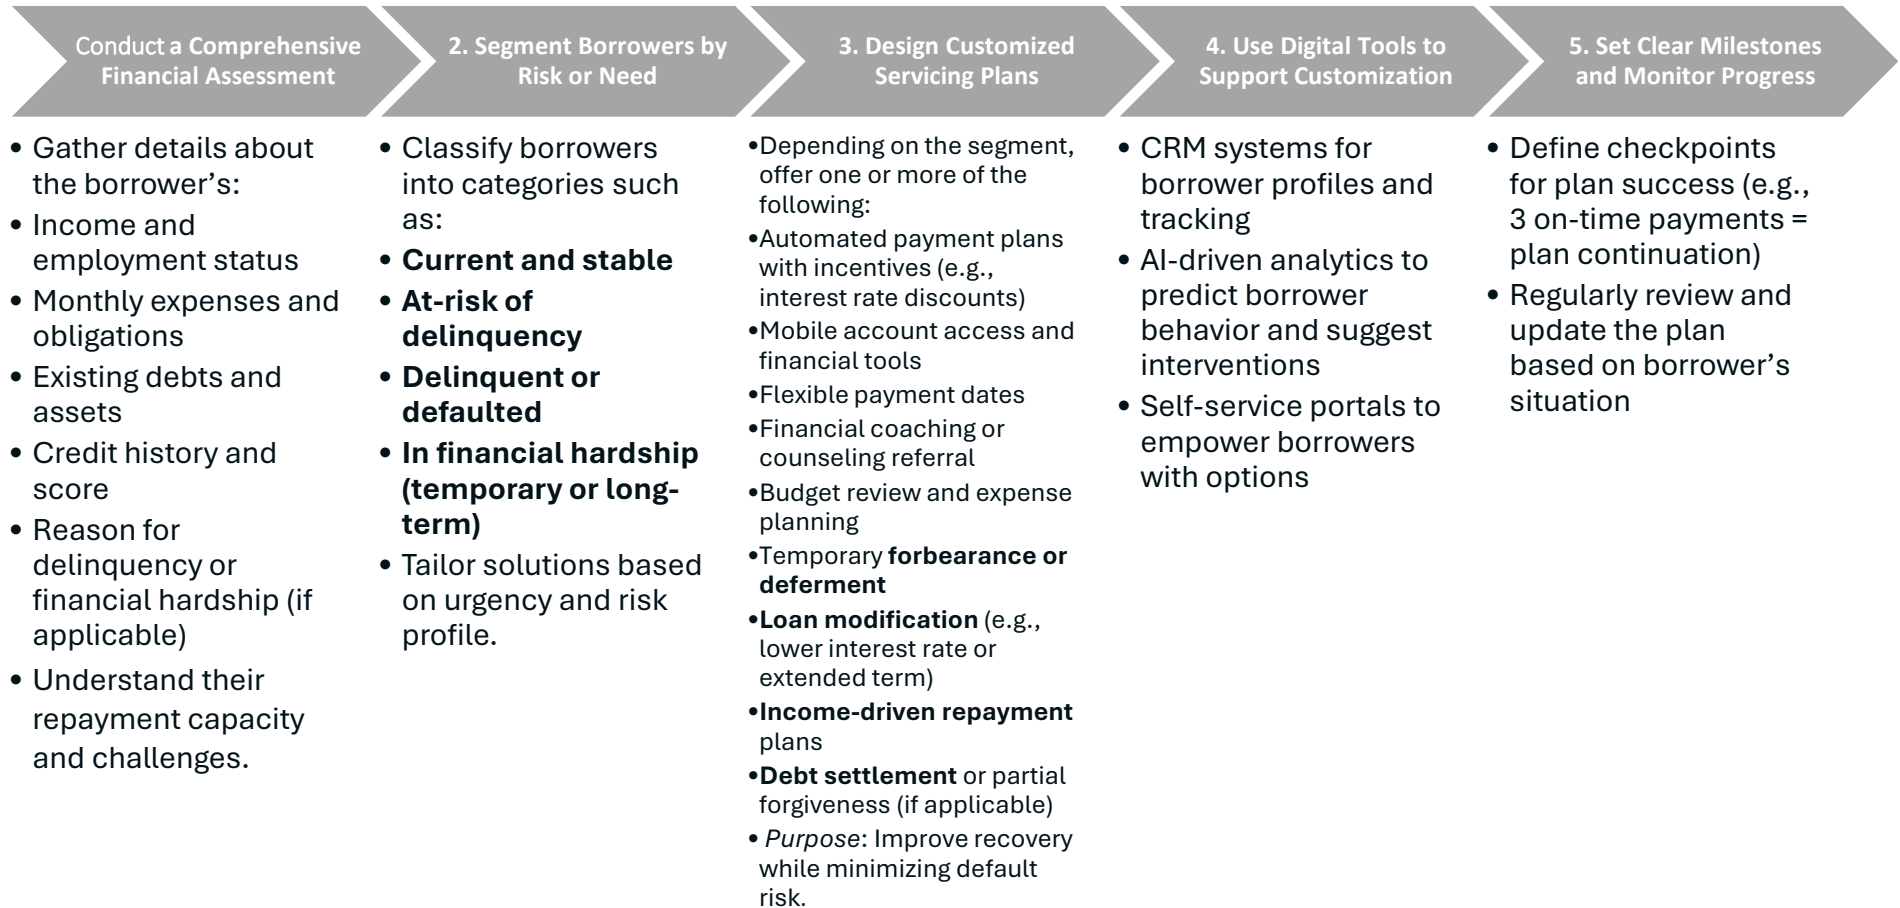 Conduct a Comprehensive
Financial Assessment
• Gather details about
the borrower’s:
• Income and
employment status
• Monthly expenses and
obligations
• Existing debts and
assets
• Credit history and
score
• Reason for
delinquency or
financial hardship (if
applicable)
• Understand their
repayment capacity
and challenges.
2. Segment Borrowers by
Risk or Need
• Classify borrowers
into categories such
as:
• Current and stable
• At-risk of
delinquency
• Delinquent or
defaulted
• In financial hardship
(temporary or long-
term)
• Tailor solutions based
on urgency and risk
profile.
3. Design Customized
Servicing Plans
•Depending on the segment,
offer one or more of the
following:
•Automated payment plans
with incentives (e.g.,
interest rate discounts)
•Mobile account access and
financial tools
•Flexible payment dates
•Financial coaching or
counseling referral
•Budget review and expense
planning
•Temporary forbearance or
deferment
•Loan modification (e.g.,
lower interest rate or
extended term)
•Income-driven repayment
plans
•Debt settlement or partial
forgiveness (if applicable)
• Purpose: Improve recovery
while minimizing default
risk.
4. Use Digital Tools to
Support Customization
• CRM systems for
borrower profiles and
tracking
• AI-driven analytics to
predict borrower
behavior and suggest
interventions
• Self-service portals to
empower borrowers
with options
5. Set Clear Milestones
and Monitor Progress
• Define checkpoints
for plan success (e.g.,
3 on-time payments =
plan continuation)
• Regularly review and
update the plan
based on borrower’s
situation